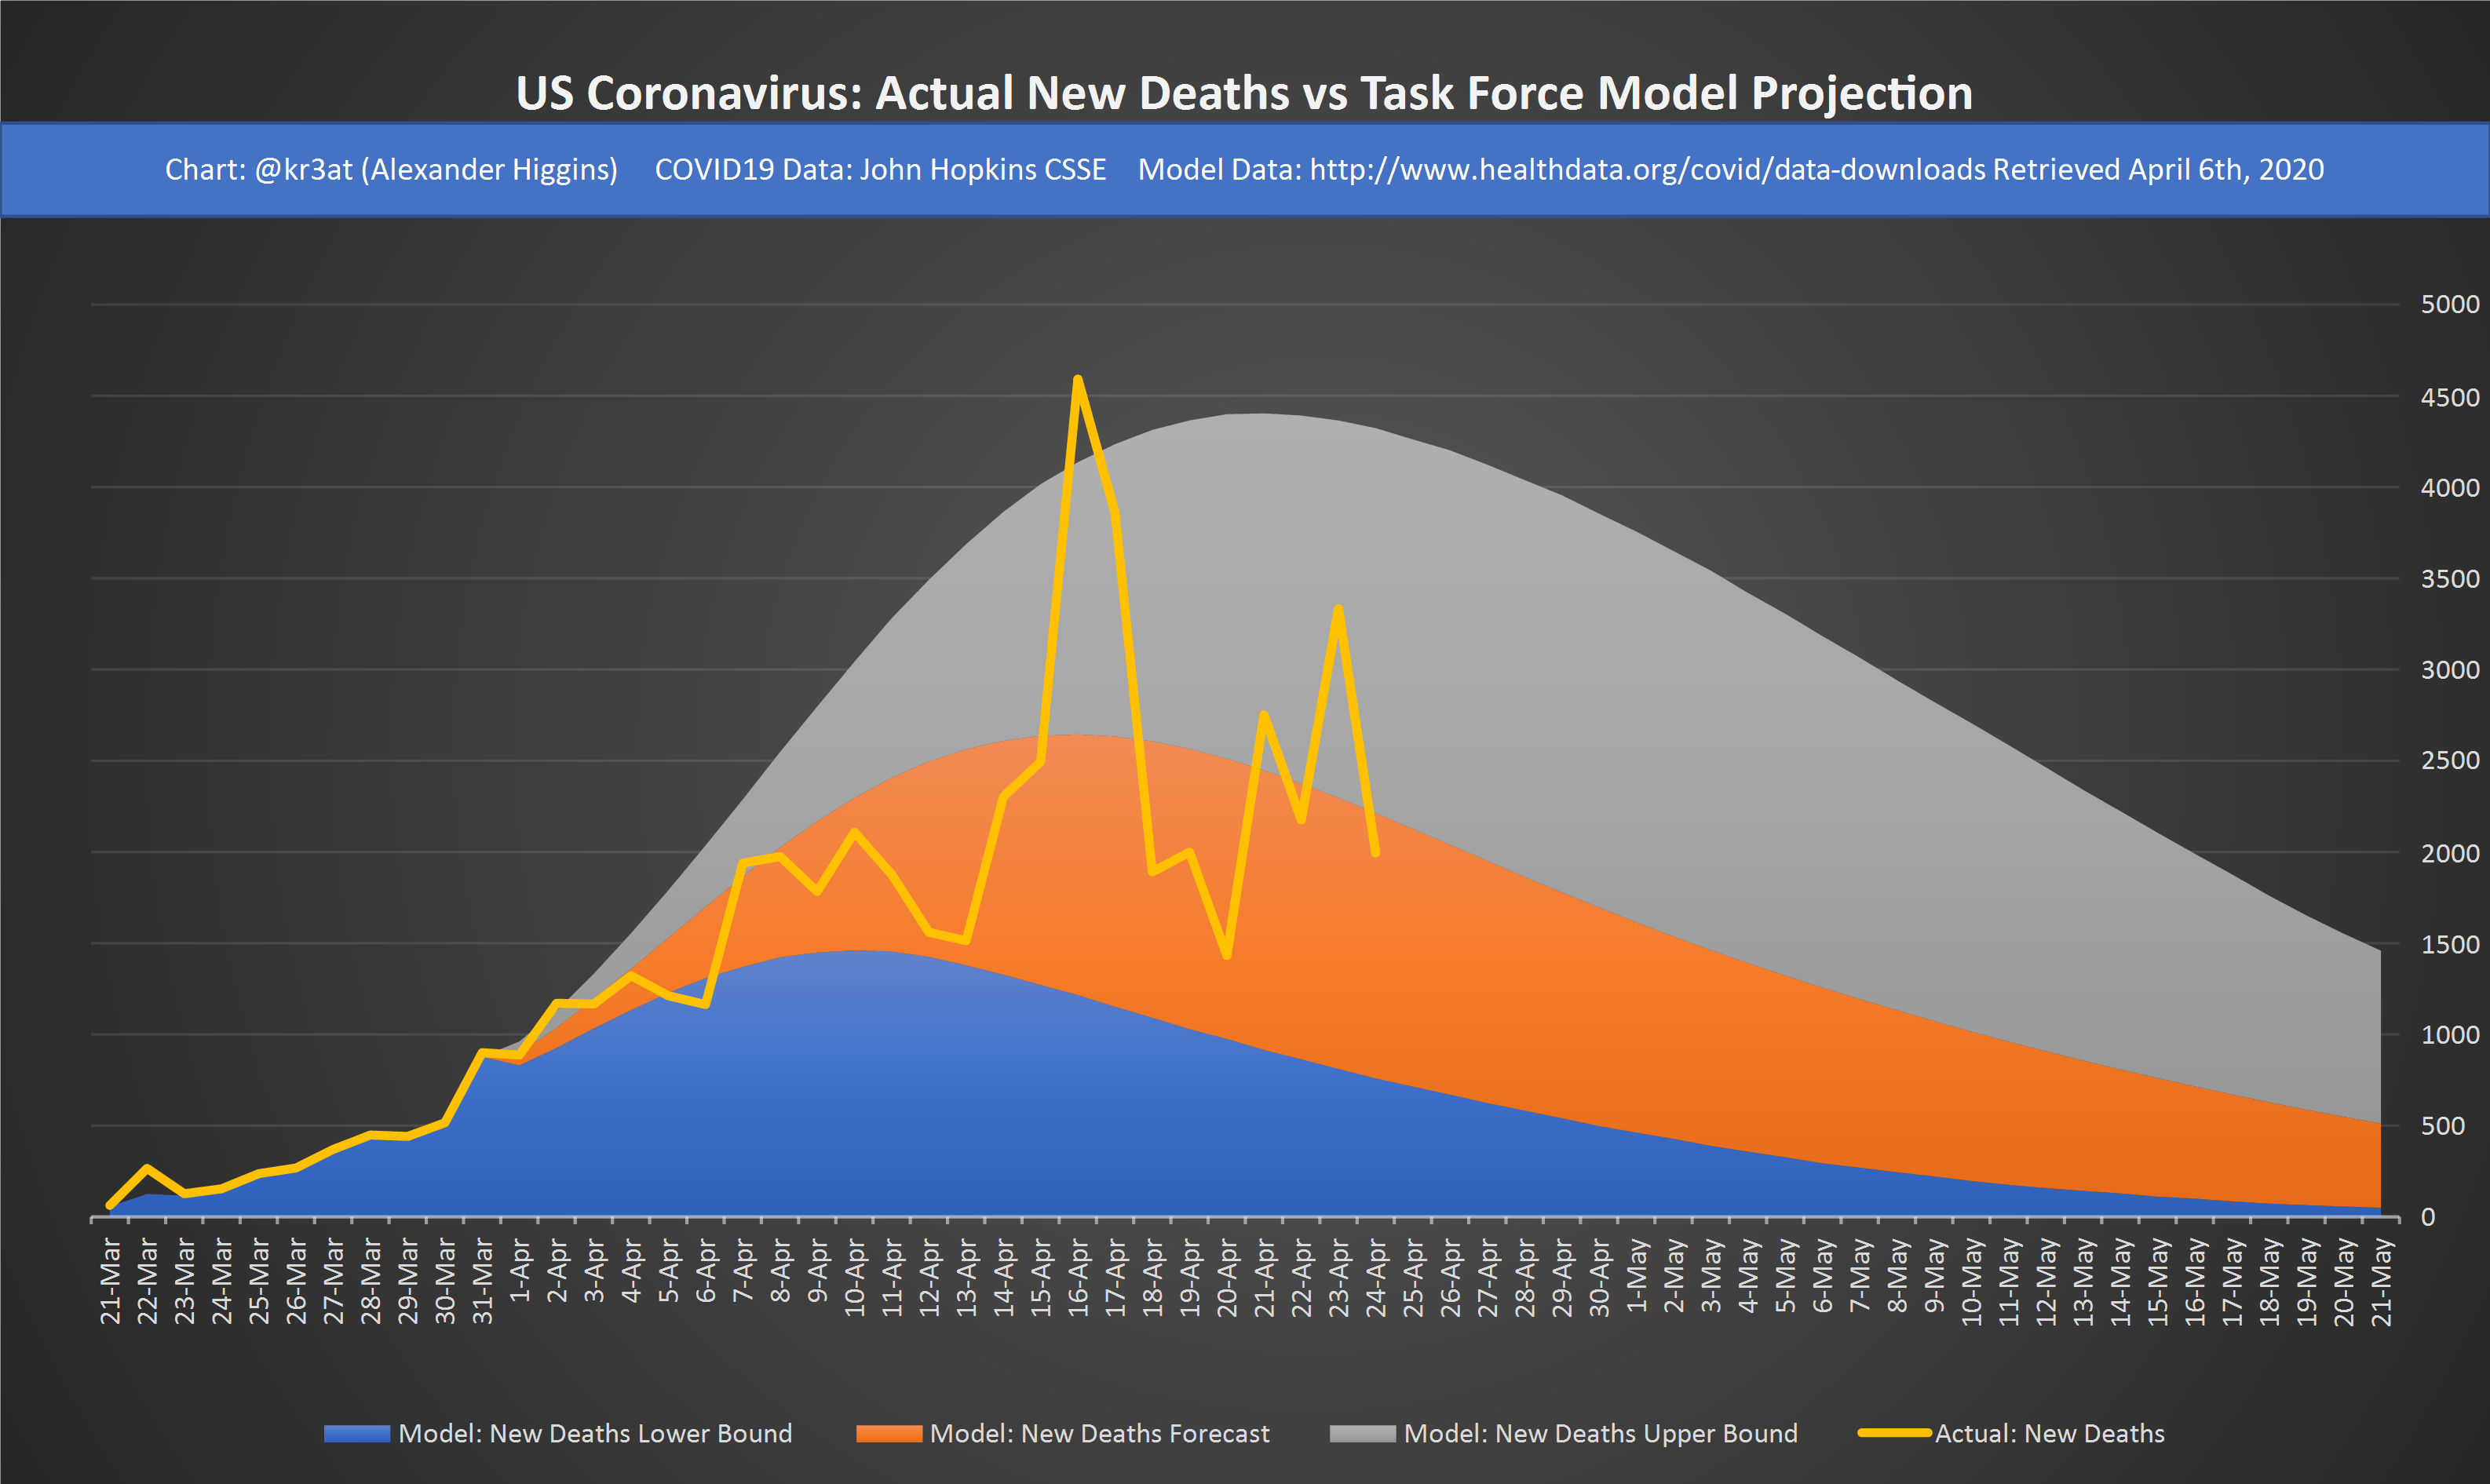 US Coronavirus: Actual New Deaths vs Task Force Model Projection
Chart: @kr3at (Alexander Higgins) COVID19 Data: John Hopkins CSSE Model Data: http://www.healthdata.org/covid/data-downloads Retrieved April 6th, 2020
5000
4500
4000
3500
3000
2500
2000
1500
1000
500
0
21-Mar
22-Mar
23-Mar
24-Mar
25-Mar
26-Mar
27-Mar
28-Mar
29-Mar
30-Mar
31-Mar
1-Apr
2-Apr
3-Apr
4-Apr
5-Apr
6-Apr
7-Apr
8-Apr
9-Apr
10-Apr
11-Apr
12-Apr
13-Apr
14-Apr
15-Apr
16-Apr
17-Apr
18-Apr
19-Apr
20-Apr
21-Apr
22-Apr
23-Apr
24-Apr
25-Apr
26-Apr
27-Apr
28-Apr
29-Apr
30-Apr
1-May
2-May
3-May
4-May
5-May
6-May
7-May
8-May
9-May
10-May
11-May
12-May
13-May
14-May
15-May
16-May
17-May
18-May
19-May
20-May
21-May
Model: New Deaths Lower Bound
Model: New Deaths Forecast
Model: New Deaths Upper Bound
Actual: New Deaths